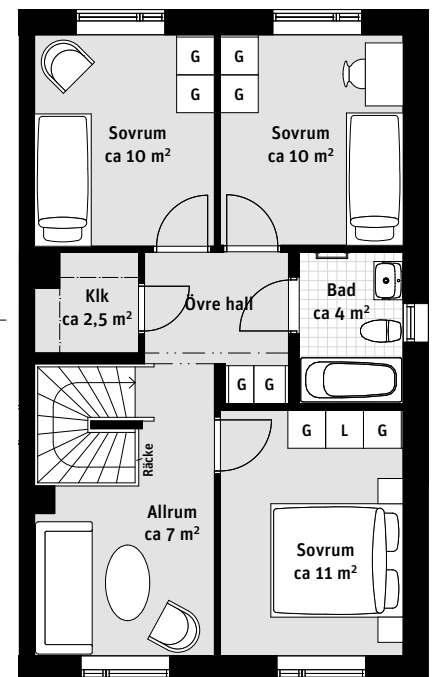 G G
G G
Sovrum
ca 10 m²
Sovrum
ca 10 m²
Klk
ca 2,5 m²
Övre hall
Bad
ca 4 m²
G G
G L G
Räcke
Allrum
ca 7 m²
Sovrum
ca 11 m²